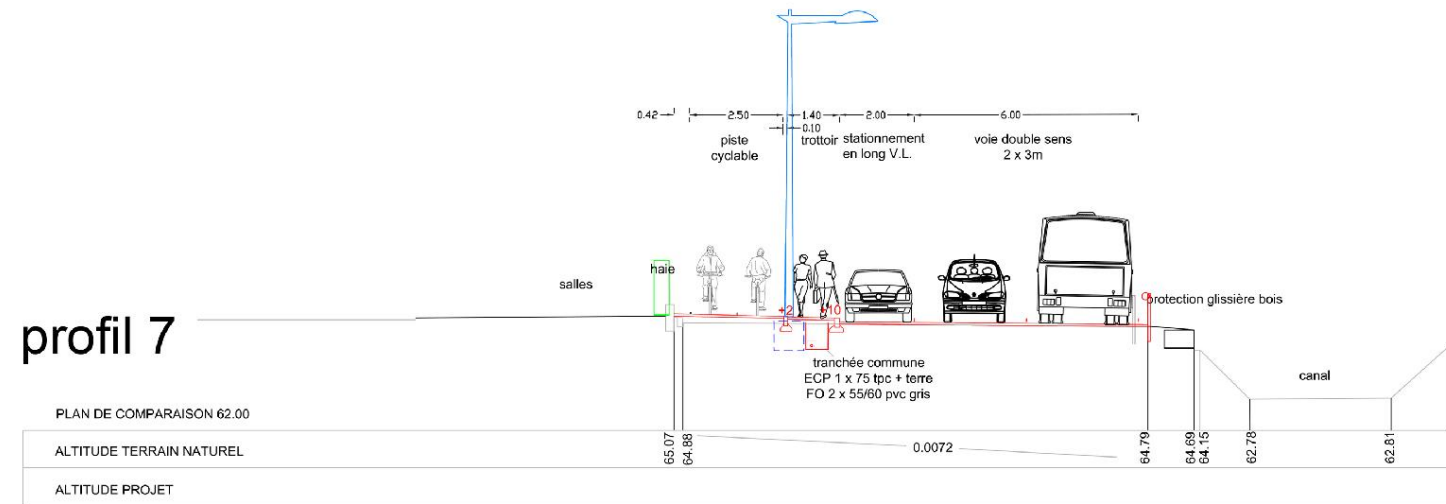 0.42 2.50 1.40 2.00 6.00
0.10
piste
cyclable
trottoir
stationnement
en long V.L.
voie double sens
2 x 3m
haie
salles
+2
+10
protection glissière bois
profil 7
tranchée commune
ECP 1 x 75 tpc + terre
FO 2 x 55/60 pvc gris
canal
PLAN DE COMPARAISON 62.00
ALTITUDE TERRAIN NATUREL
65.07
64.88
0.0072
64.79
64.69
64.15
62.78
62.81
ALTITUDE PROJET